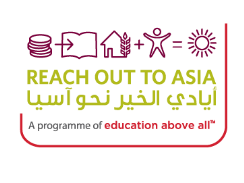 REACH OUT TO ASIA
أيادي الخير نحو آسيا
A programme of education above all™